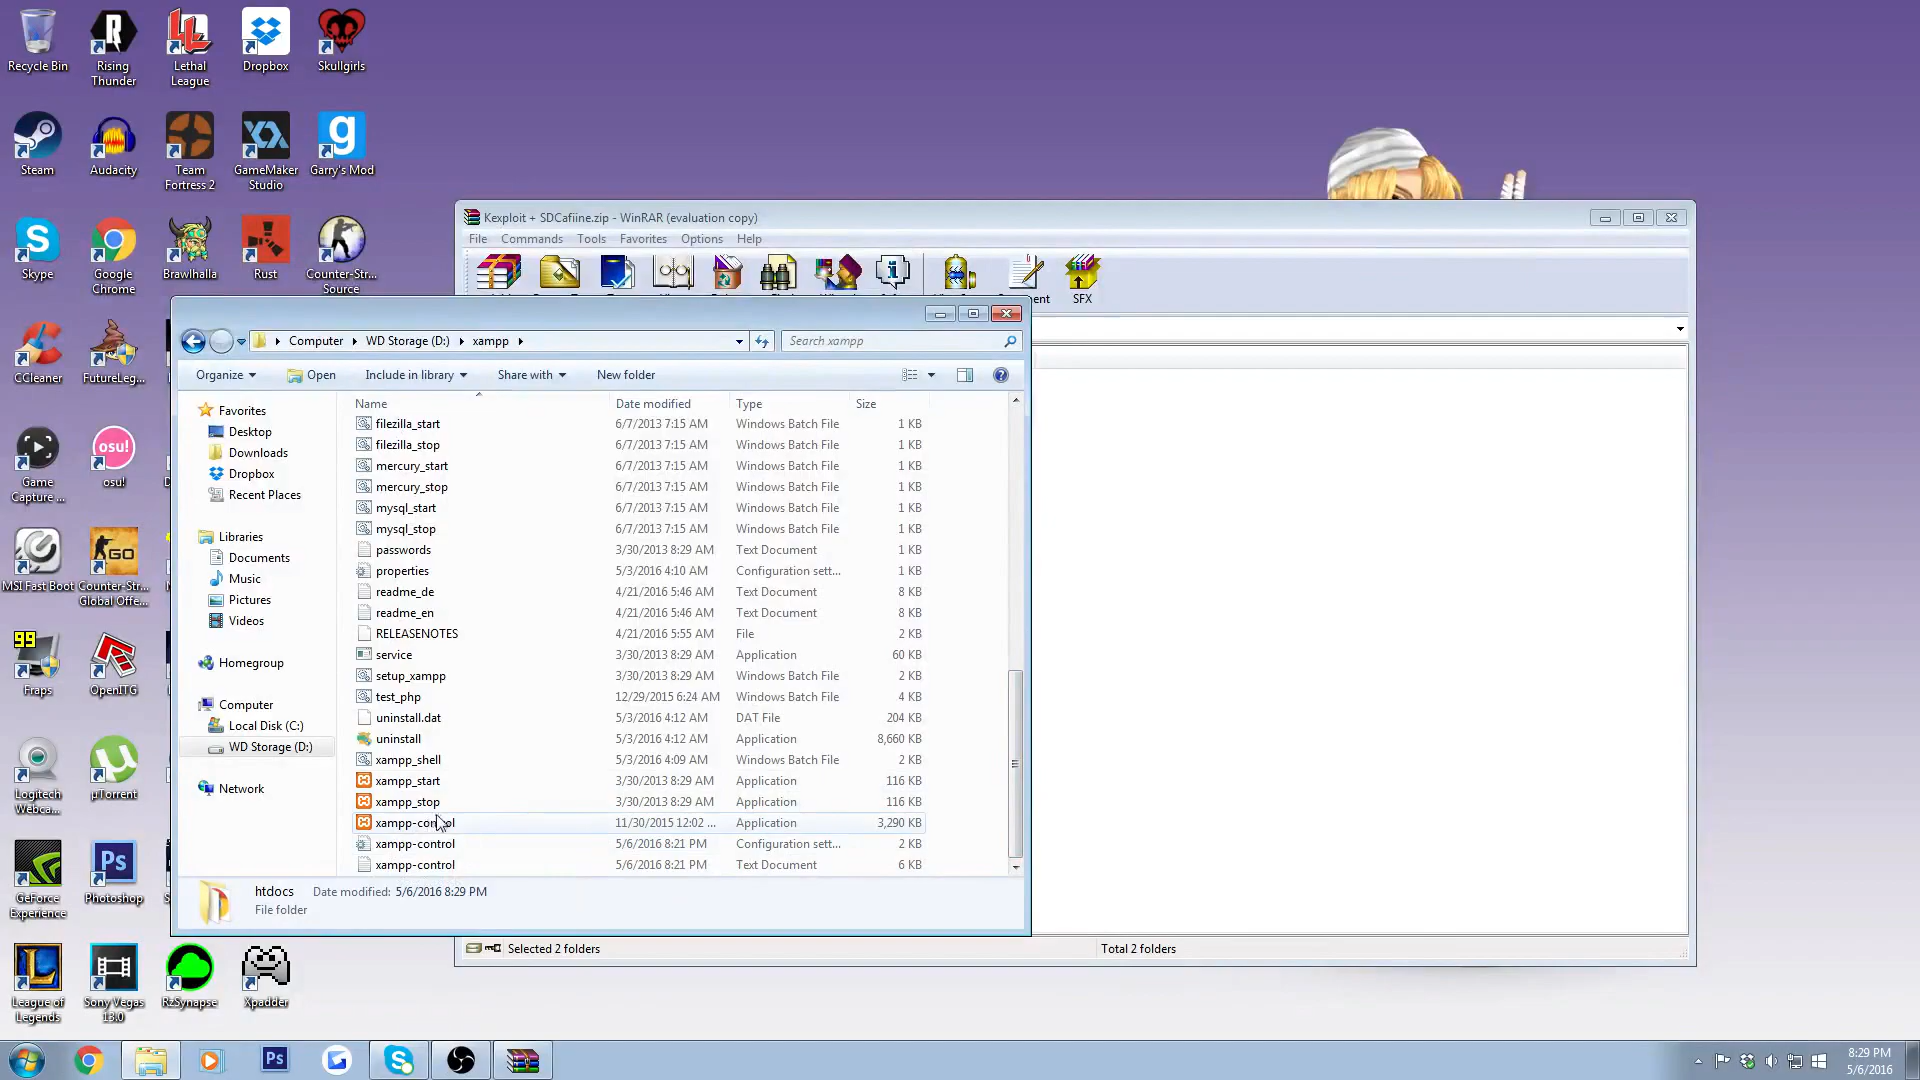 Recycle Bin
Rising
Thunder
Lethal
League
Dropbox
Skullgirls
Steam
Audacity
Team
Fortress 2
GameMaker
Studio
Garry's Mod
Skype
Google
Chrome
Brawlhalla
Rust
Counter-Str...
Source
CCleaner
FutureLeg...
Game
Capture ...
osu!
osu!
MSI Fast Boot
GO
Counter-Str...
Global Offe...
99
Fraps
OpenITG
Logitech
Webca...
µTorrent
GeForce
Experience
Ps
Photoshop
League of
Legends
Sony Vegas
13.0
RzSynapse
Xpadder
Kexploit + SDCafiine.zip - WinRAR (evaluation copy)
File Commands Tools Favorites Options Help
SFX
Computer WD Storage (D:) xampp
Search xampp
Organize Open Include in library Share with New folder
Favorites
Desktop
Downloads
Dropbox
Recent Places
Libraries
Documents
Music
Pictures
Videos
Homegroup
Computer
Local Disk (C:)
WD Storage (D:)
Network
Name Date modified Type Size
filezilla_start 6/7/2013 7:15 AM Windows Batch File 1 KB
filezilla_stop 6/7/2013 7:15 AM Windows Batch File 1 KB
mercury_start 6/7/2013 7:15 AM Windows Batch File 1 KB
mercury_stop 6/7/2013 7:15 AM Windows Batch File 1 KB
mysql_start 6/7/2013 7:15 AM Windows Batch File 1 KB
mysql_stop 6/7/2013 7:15 AM Windows Batch File 1 KB
passwords 3/30/2013 8:29 AM Text Document 1 KB
properties 5/3/2016 4:10 AM Configuration sett... 1 KB
readme_de 4/21/2016 5:46 AM Text Document 8 KB
readme_en 4/21/2016 5:46 AM Text Document 8 KB
RELEASENOTES 4/21/2016 5:55 AM File 2 KB
service 3/30/2013 8:29 AM Application 60 KB
setup_xampp 3/30/2013 8:29 AM Windows Batch File 2 KB
test_php 12/29/2015 6:24 AM Windows Batch File 4 KB
uninstall.dat 5/3/2016 4:12 AM DAT File 204 KB
uninstall 5/3/2016 4:12 AM Application 8,660 KB
xampp_shell 5/3/2016 4:09 AM Windows Batch File 2 KB
xampp_start 3/30/2013 8:29 AM Application 116 KB
xampp_stop 3/30/2013 8:29 AM Application 116 KB
xampp-control 11/30/2015 12:02 ... Application 3,290 KB
xampp-control 5/6/2016 8:21 PM Configuration sett... 2 KB
xampp-control 5/6/2016 8:21 PM Text Document 6 KB
htdocs Date modified: 5/6/2016 8:29 PM
File folder
Selected 2 folders Total 2 folders
Ps
8:29 PM
5/6/2016